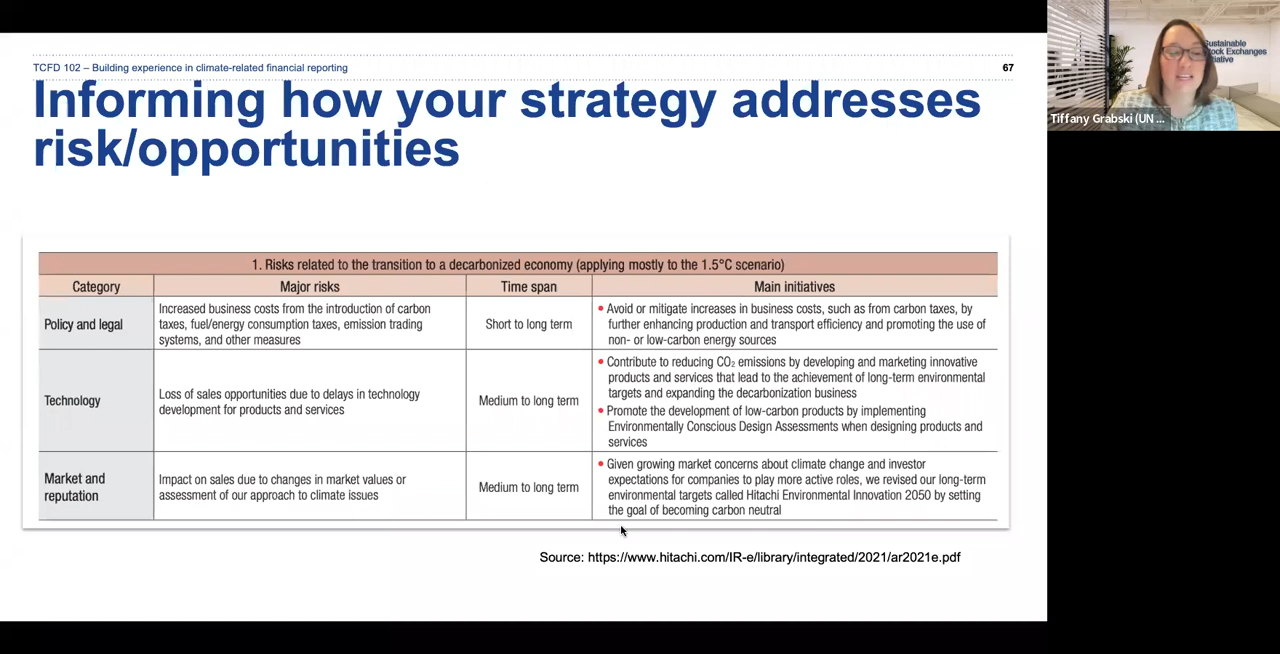 TCFD 102 – Building experience in climate-related financial reporting
67
Informing how your strategy addresses
risk/opportunities
1. Risks related to the transition to a decarbonized economy (applying mostly to the 1.5°C scenario)
Category
Major risks
Time span
Main initiatives
Policy and legal
Increased business costs from the introduction of carbon
taxes, fuel/energy consumption taxes, emission trading
systems, and other measures
Short to long term
• Avoid or mitigate increases in business costs, such as from carbon taxes, by
further enhancing production and transport efficiency and promoting the use of
non- or low-carbon energy sources
Technology
Loss of sales opportunities due to delays in technology
development for products and services
Medium to long term
• Contribute to reducing CO₂ emissions by developing and marketing innovative
products and services that lead to the achievement of long-term environmental
targets and expanding the decarbonization business
• Promote the development of low-carbon products by implementing
Environmentally Conscious Design Assessments when designing products and
services
Market and
reputation
Impact on sales due to changes in market values or
assessment of our approach to climate issues
Medium to long term
• Given growing market concerns about climate change and investor
expectations for companies to play more active roles, we revised our long-term
environmental targets called Hitachi Environmental Innovation 2050 by setting
the goal of becoming carbon neutral
Source: https://www.hitachi.com/IR-e/library/integrated/2021/ar2021e.pdf
Tiffany Grabski (UN ...